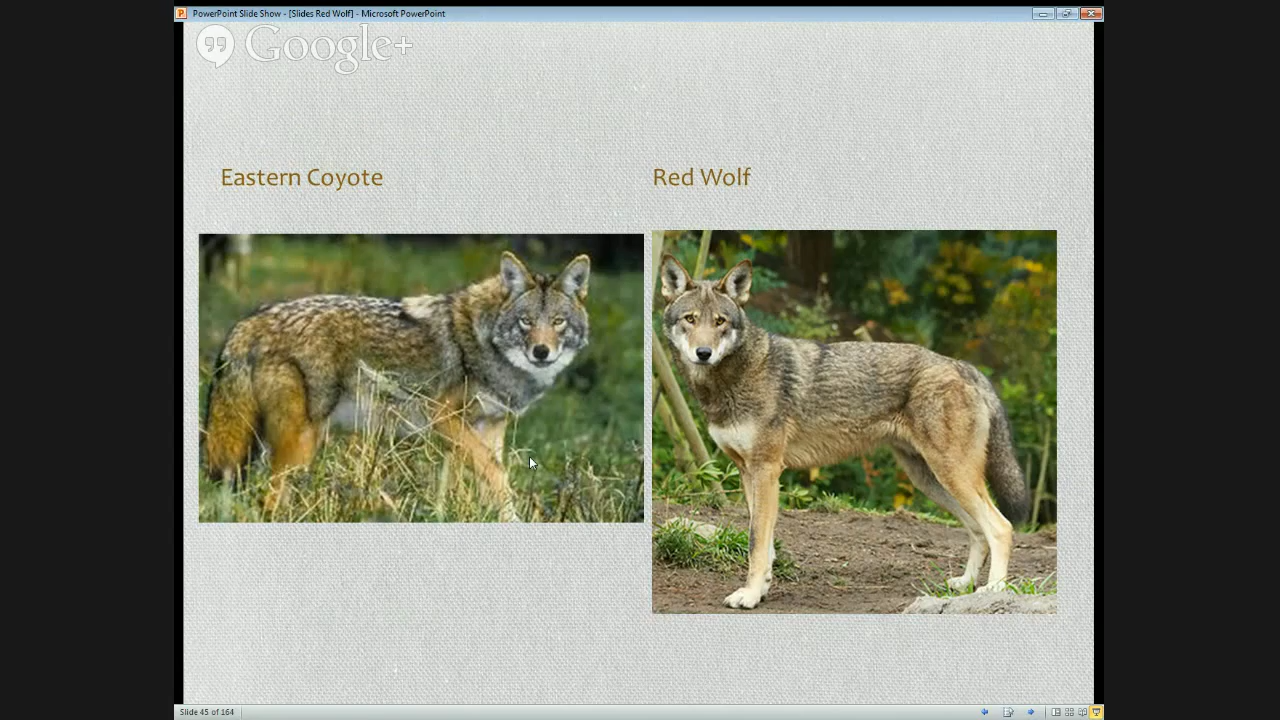 PowerPoint Slide Show - [Slides Red Wolf] - Microsoft PowerPoint
Google+
Eastern Coyote
Red Wolf
Slide 45 of 164